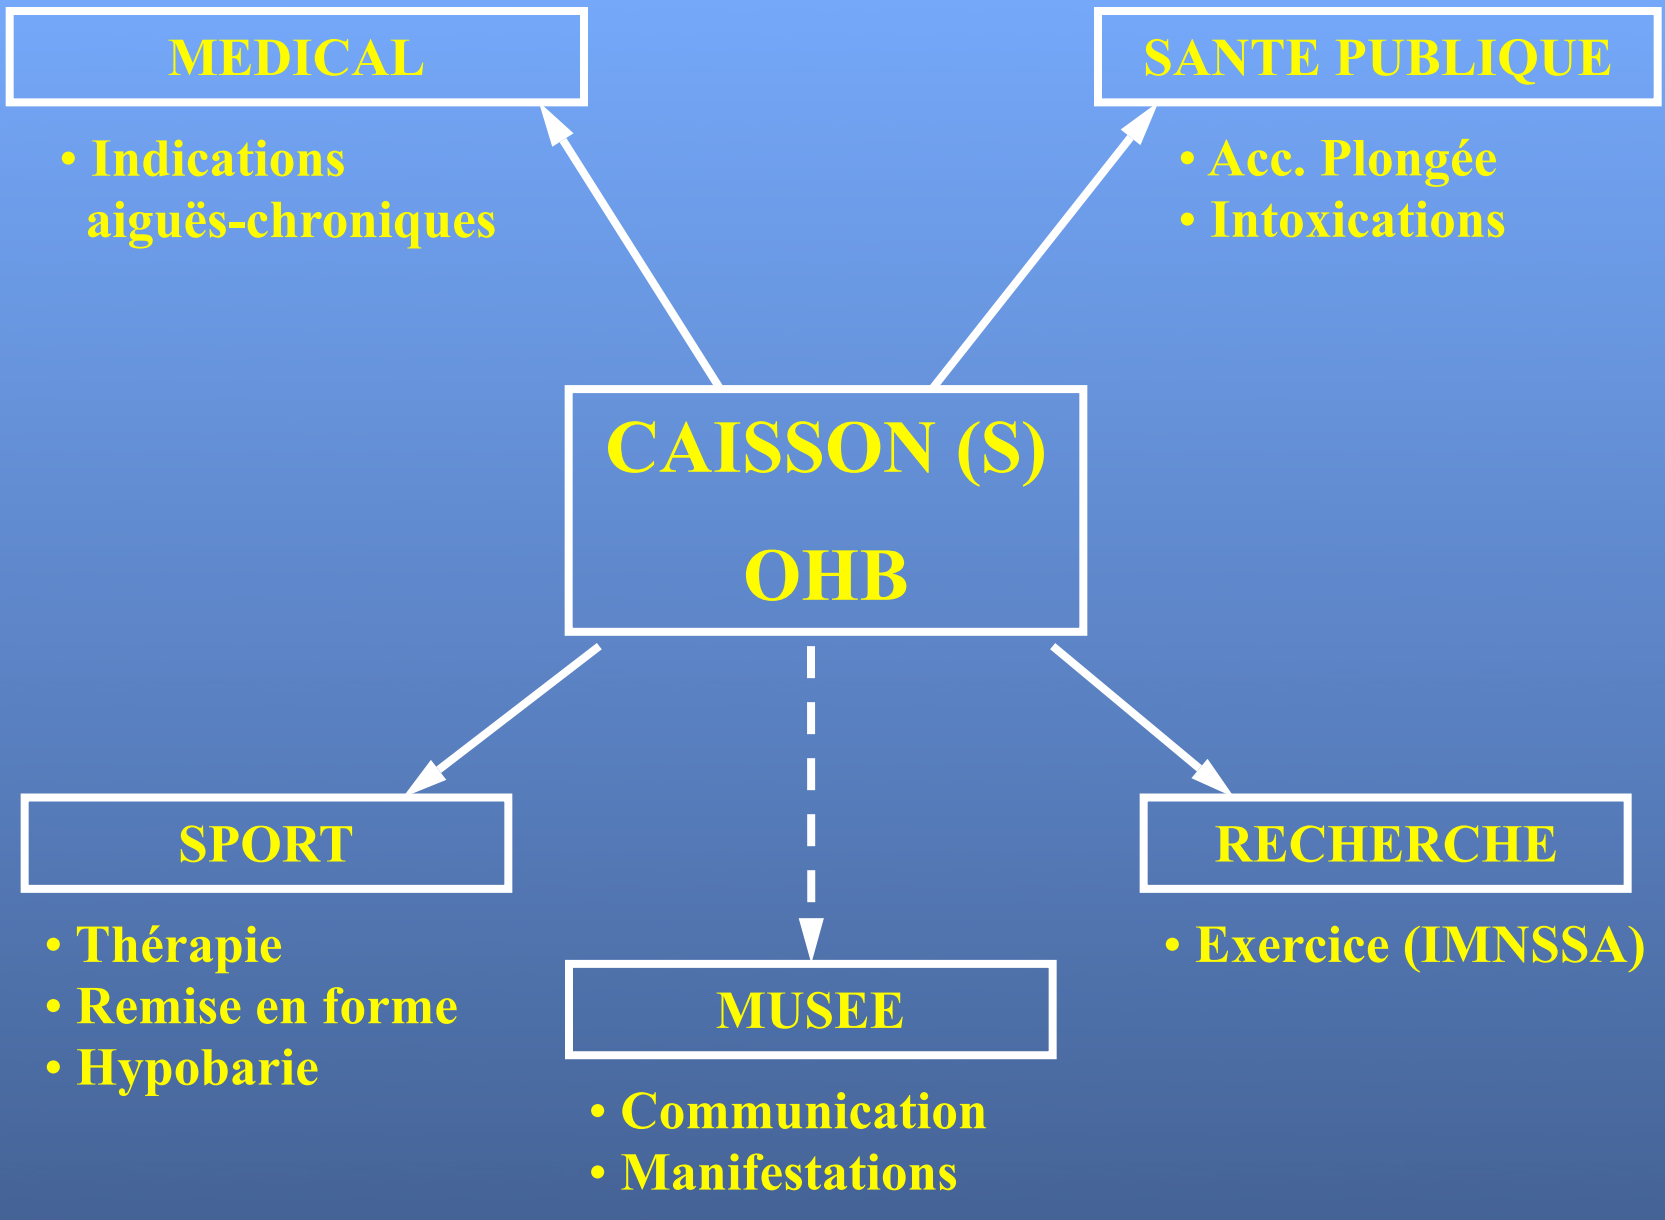 MEDICAL
• Indications
aiguës-chroniques
SANTE PUBLIQUE
• Acc. Plongée
• Intoxications
CAISSON (S)
OHB
SPORT
• Thérapie
• Remise en forme
• Hypobarie
MUSEE
• Communication
• Manifestations
RECHERCHE
• Exercice (IMNSSA)